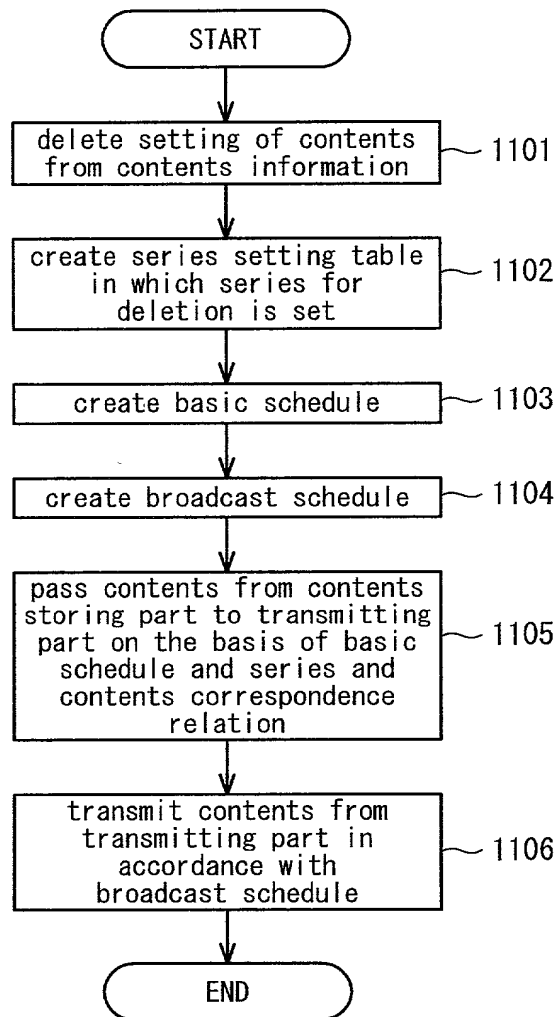 START
delete setting of contents
from contents information
1101
create series setting table
in which series for
deletion is set
1102
create basic schedule
1103
create broadcast schedule
1104
pass contents from contents
storing part to transmitting
part on the basis of basic
schedule and series and
contents correspondence
relation
1105
transmit contents from
transmitting part in
accordance with
broadcast schedule
1106
END